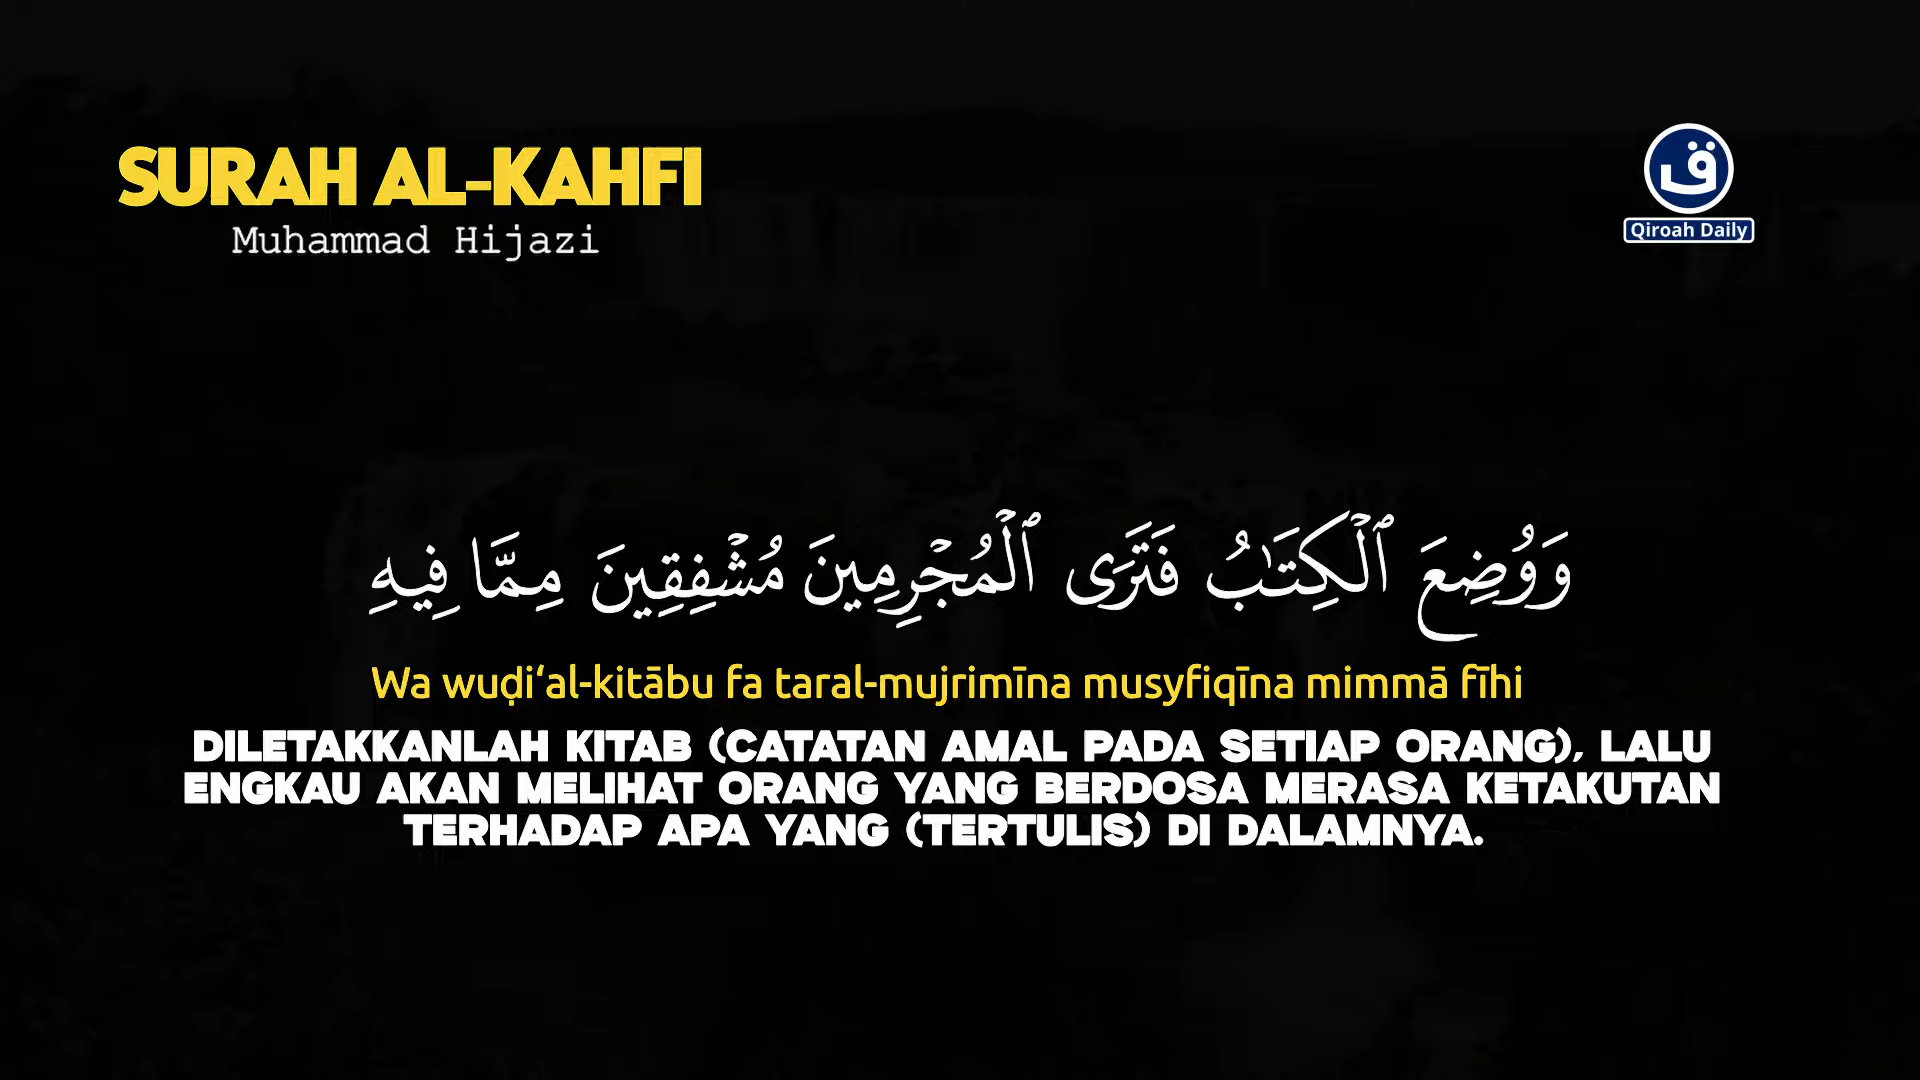 SURAH AL-KAHFI
Muhammad Hijazi
ق
Qiroah Daily
وَوُضِعَ ٱلْكِتَـٰبُ فَتَرَى ٱلْمُجْرِمِينَ مُشْفِقِينَ مِمَّا فِيهِ
Wa wuḍi‘al-kitābu fa taral-mujrimīna musyfiqīna mimmā fīhi
DILETAKKANLAH KITAB (CATATAN AMAL PADA SETIAP ORANG), LALU
ENGKAU AKAN MELIHAT ORANG YANG BERDOSA MERASA KETAKUTAN
TERHADAP APA YANG (TERTULIS) DI DALAMNYA.